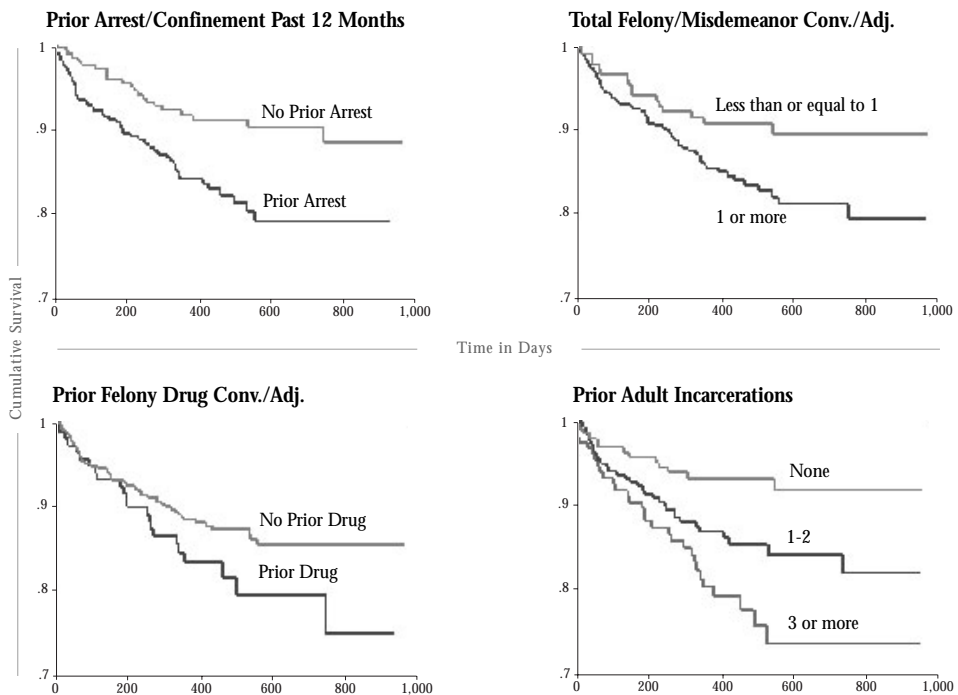 Prior Arrest/Confinement Past 12 Months
1
.9
.8
.7
No Prior Arrest
Prior Arrest
0 200 400 600 800 1,000
Total Felony/Misdemeanor Conv./Adj.
1
.9
.8
.7
Less than or equal to 1
1 or more
0 200 400 600 800 1,000
Cumulative Survival
Time in Days
Prior Felony Drug Conv./Adj.
1
.9
.8
.7
No Prior Drug
Prior Drug
0 200 400 600 800 1,000
Prior Adult Incarcerations
1
.9
.8
.7
None
1-2
3 or more
0 200 400 600 800 1,000